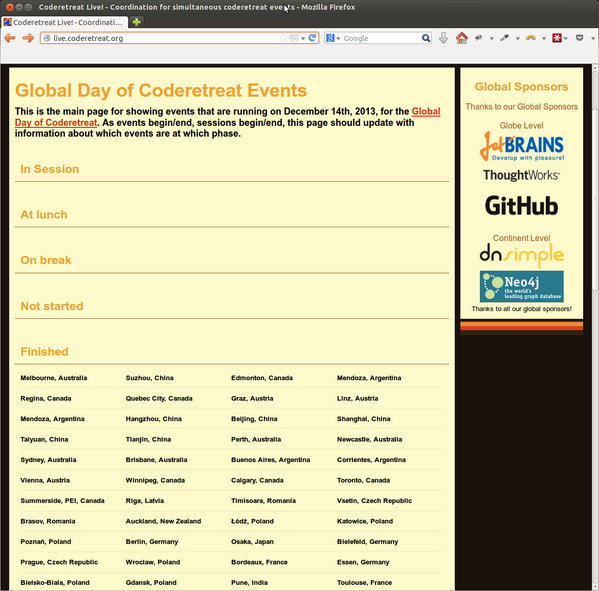 Coderetreat Live! - Coordination for simultaneous coderetreat events - Mozilla Firefox
Coderetreat Live! - Coordinati...
live.coderetreat.org
Google
Global Day of Coderetreat Events
This is the main page for showing events that are running on December 14th, 2013, for the Global
Day of Coderetreat. As events begin/end, sessions begin/end, this page should update with
information about which events are at which phase.
In Session
At lunch
On break
Not started
Finished
Melbourne, Australia Suzhou, China Edmonton, Canada Mendoza, Argentina
Regina, Canada Quebec City, Canada Graz, Austria Linz, Austria
Mendoza, Argentina Hangzhou, China Beijing, China Shanghai, China
Taiyuan, China Tianjin, China Perth, Australia Newcastle, Australia
Sydney, Australia Brisbane, Australia Buenos Aires, Argentina Corrientes, Argentina
Vienna, Austria Winnipeg, Canada Calgary, Canada Toronto, Canada
Summerside, PEI, Canada Riga, Latvia Timisoara, Romania Vsetin, Czech Republic
Brasov, Romania Auckland, New Zealand Łódź, Poland Katowice, Poland
Poznań, Poland Berlin, Germany Osaka, Japan Bielefeld, Germany
Prague, Czech Republic Wroclaw, Poland Bordeaux, France Essen, Germany
Bielsko-Biala, Poland Gdansk, Poland Pune, India Toulouse, France
Global Sponsors
Thanks to our Global Sponsors
Globe Level
JetBRAINS
Develop with pleasure!
ThoughtWorks®
GitHub
Continent Level
dnsimple
Neo4j
the world's
leading graph database
Thanks to all our global sponsors!